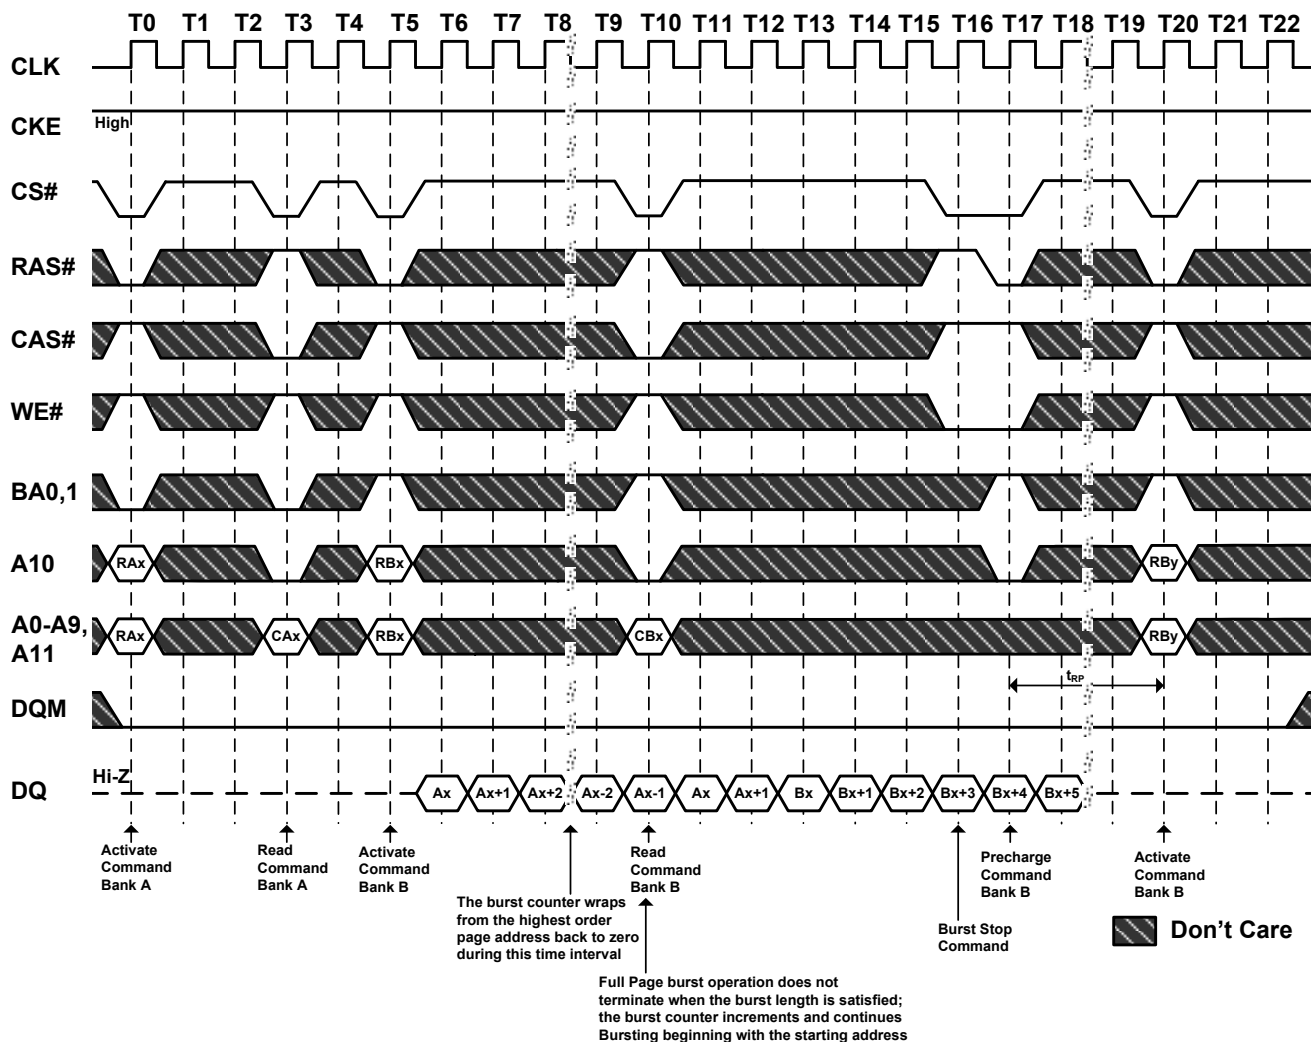 T0 T1 T2 T3 T4 T5 T6 T7 T8 T9 T10 T11 T12 T13 T14 T15 T16 T17 T18 T19 T20 T21 T22
CLK
CKE
High
CS#
RAS#
CAS#
WE#
BA0,1
A10
RAx RBx RBy
A0-A9,
A11
RAx CAx RBx CBx RBy
tRP
DQM
Hi-Z
DQ
Ax Ax+1 Ax+2 Ax-2 Ax-1 Ax Ax+1 Bx Bx+1 Bx+2 Bx+3 Bx+4 Bx+5
Activate
Command
Bank A
Read
Command
Bank A
Activate
Command
Bank B
The burst counter wraps
from the highest order
page address back to zero
during this time interval
Read
Command
Bank B
Full Page burst operation does not
terminate when the burst length is satisfied;
the burst counter increments and continues
Bursting beginning with the starting address
Burst Stop
Command
Precharge
Command
Bank B
Activate
Command
Bank B
Don't Care